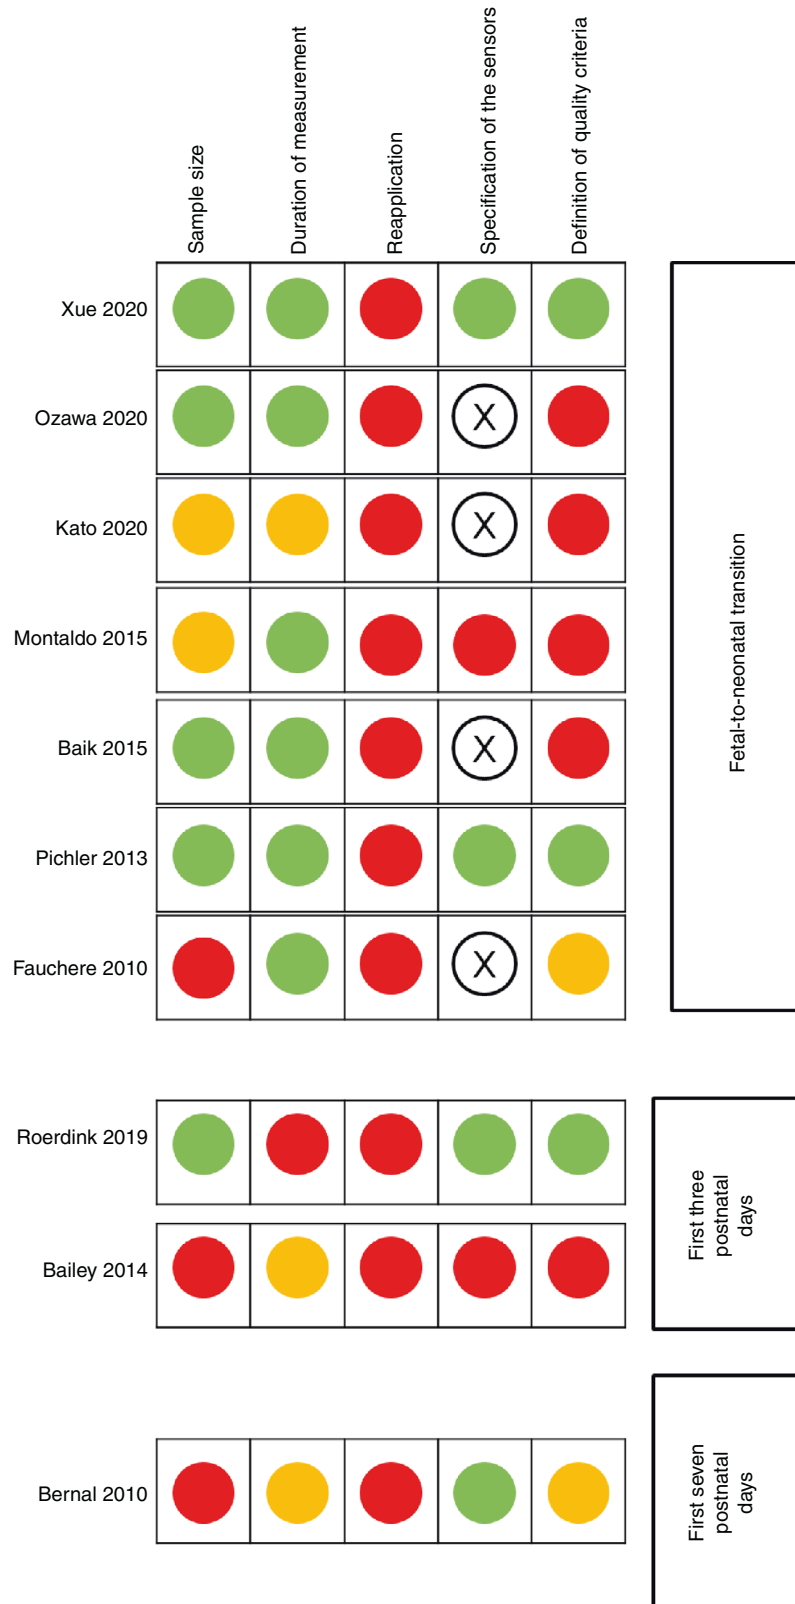 Sample size
Duration of measurement
Reapplication
Specification of the sensors
Definition of quality criteria
Xue 2020
Ozawa 2020
X
Kato 2020
X
Montaldo 2015
Baik 2015
X
Pichler 2013
Fauchere 2010
X
Fetal-to-neonatal transition
Roerdink 2019
Bailey 2014
First three
postnatal
days
Bernal 2010
First seven
postnatal
days